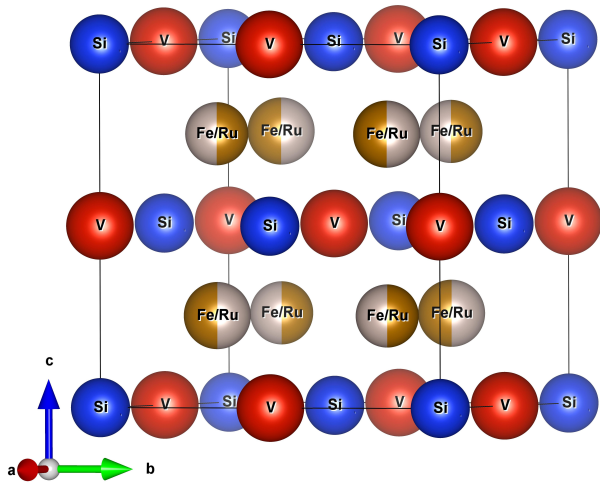 Si V Si V Si V Si V Si
Fe/Ru Fe/Ru Fe/Ru Fe/Ru
V Si V Si V Si V Si V
Fe/Ru Fe/Ru Fe/Ru Fe/Ru
Si V Si V Si V Si V Si
c
a b